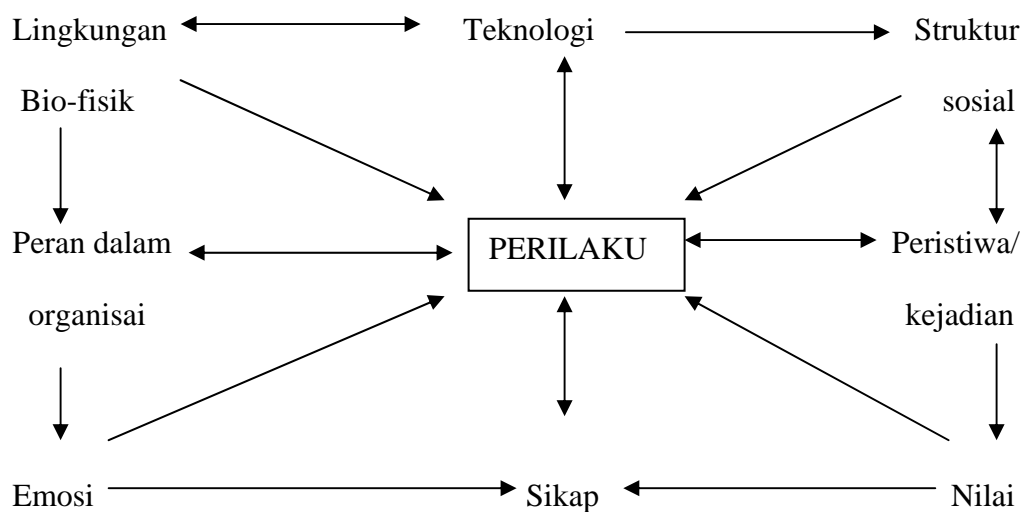 Lingkungan Teknologi Struktur
Bio-fisik sosial
Peran dalam PERILAKU Peristiwa/
organisai kejadian
Emosi Sikap Nilai